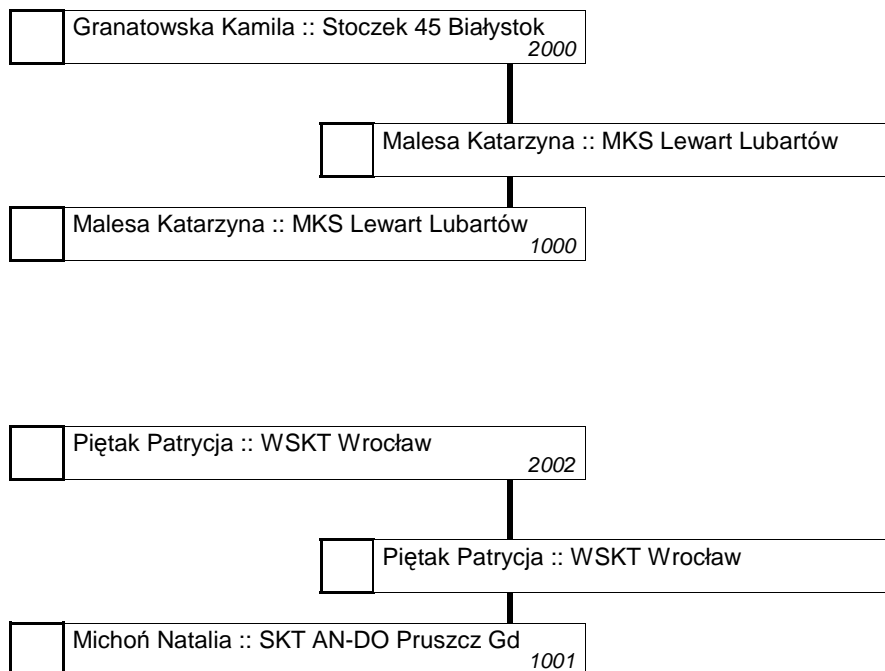 Granatowska Kamila :: Stoczek 45 Białystok
2000
Malesa Katarzyna :: MKS Lewart Lubartów
Malesa Katarzyna :: MKS Lewart Lubartów
1000
Piętak Patrycja :: WSKT Wrocław
2002
Piętak Patrycja :: WSKT Wrocław
Michoń Natalia :: SKT AN-DO Pruszcz Gd
1001